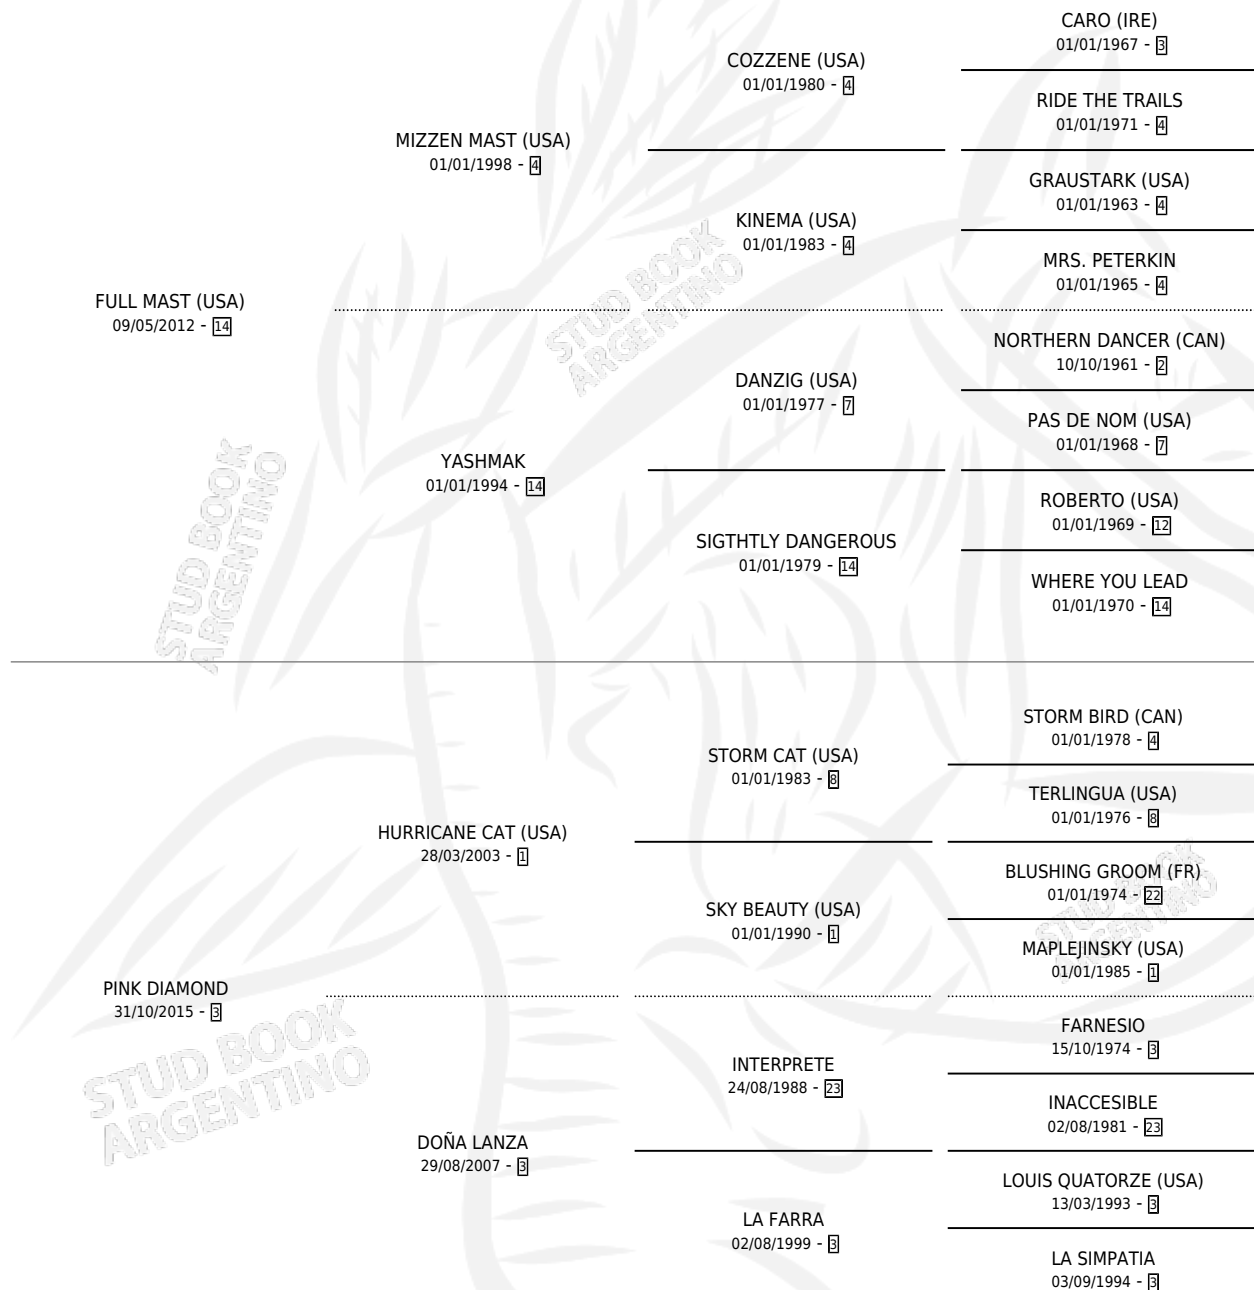 CARO (IRE)
01/01/1967 - 3
COZZENE (USA)
01/01/1980 - 4
RIDE THE TRAILS
01/01/1971 - 4
MIZZEN MAST (USA)
01/01/1998 - 4
GRAUSTARK (USA)
01/01/1963 - 4
KINEMA (USA)
01/01/1983 - 4
MRS. PETERKIN
01/01/1965 - 4
FULL MAST (USA)
09/05/2012 - 14
NORTHERN DANCER (CAN)
10/10/1961 - 2
DANZIG (USA)
01/01/1977 - 7
PAS DE NOM (USA)
01/01/1968 - 7
YASHMAK
01/01/1994 - 14
ROBERTO (USA)
01/01/1969 - 12
SIGTHTLY DANGEROUS
01/01/1979 - 14
WHERE YOU LEAD
01/01/1970 - 14
STORM BIRD (CAN)
01/01/1978 - 4
STORM CAT (USA)
01/01/1983 - 8
TERLINGUA (USA)
01/01/1976 - 8
HURRICANE CAT (USA)
28/03/2003 - 1
BLUSHING GROOM (FR)
01/01/1974 - 22
SKY BEAUTY (USA)
01/01/1990 - 1
MAPLEJINSKY (USA)
01/01/1985 - 1
PINK DIAMOND
31/10/2015 - 3
FARNESIO
15/10/1974 - 3
INTERPRETE
24/08/1988 - 23
INACCESIBLE
02/08/1981 - 23
DOÑA LANZA
29/08/2007 - 3
LOUIS QUATORZE (USA)
13/03/1993 - 3
LA FARRA
02/08/1999 - 3
LA SIMPATIA
03/09/1994 - 3
STUD BOOK
ARGENTINO
STUD BOOK
ARGENTINO
STUD BOOK
ARGENTINO
STUD BOOK
ARGENTINO